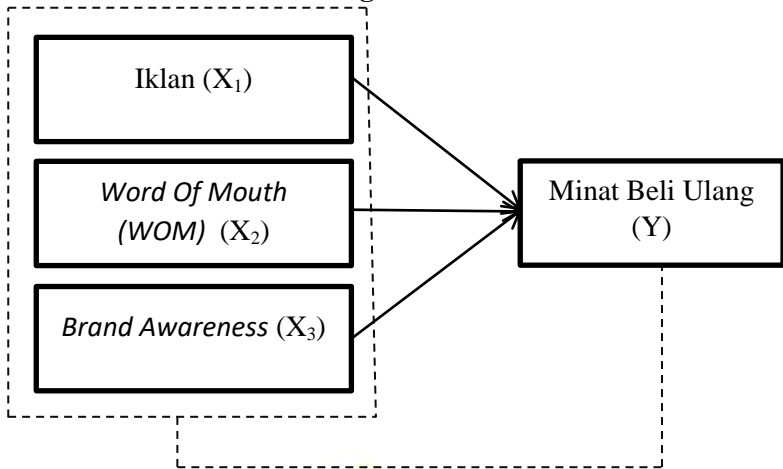 Iklan (X₁)
Word Of Mouth
(WOM) (X₂)
Brand Awareness (X₃)
Minat Beli Ulang
(Y)